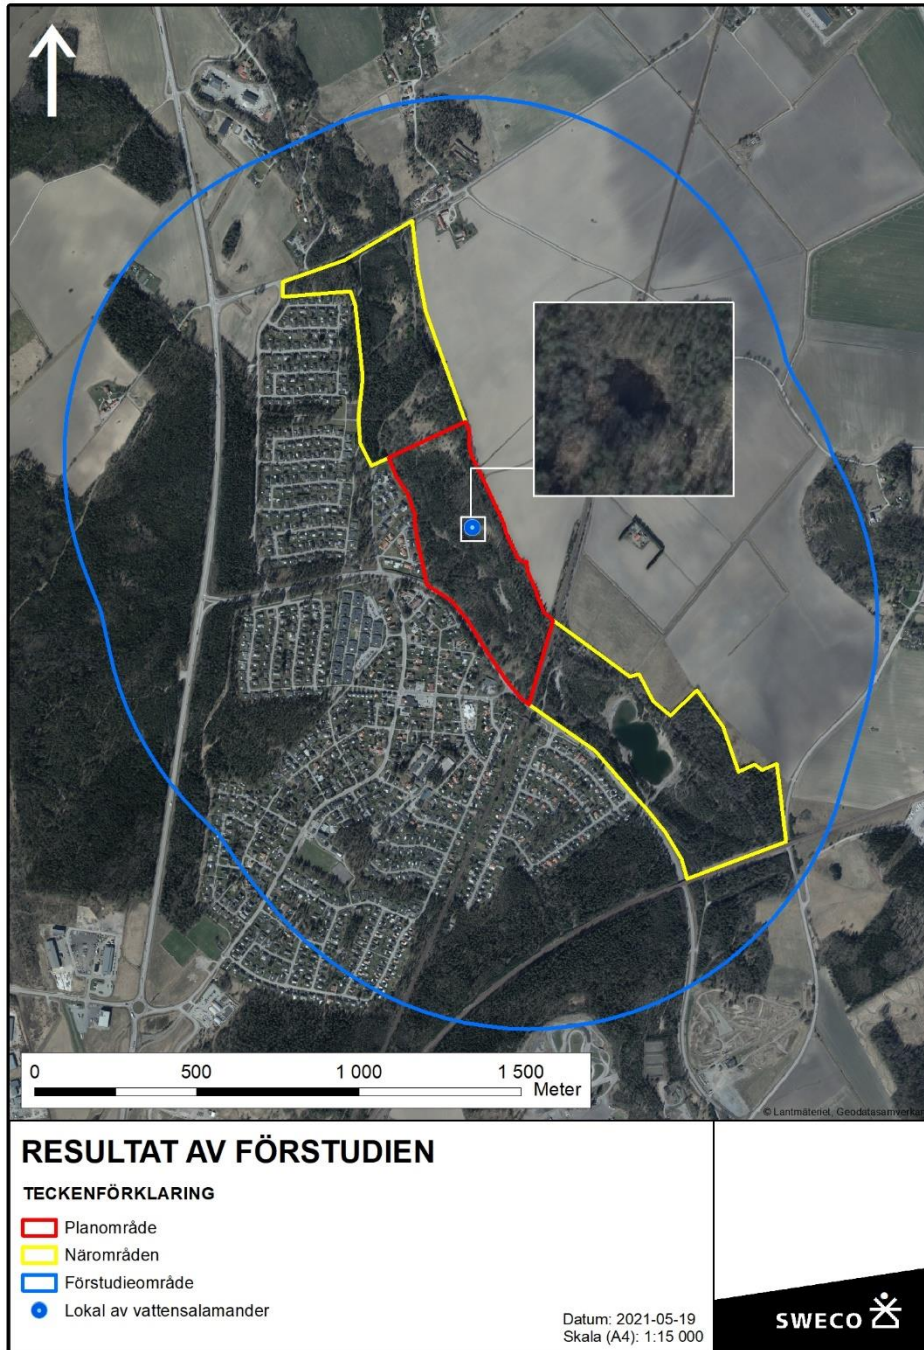 0 500 1 000 1 500
Meter
© Lantmäteriet, Geodatasamverkan
RESULTAT AV FÖRSTUDIEN
TECKENFÖRKLARING
Planområde
Närområden
Förstudieområde
Lokal av vattensalamander
Datum: 2021-05-19
Skala (A4): 1:15 000
SWECO